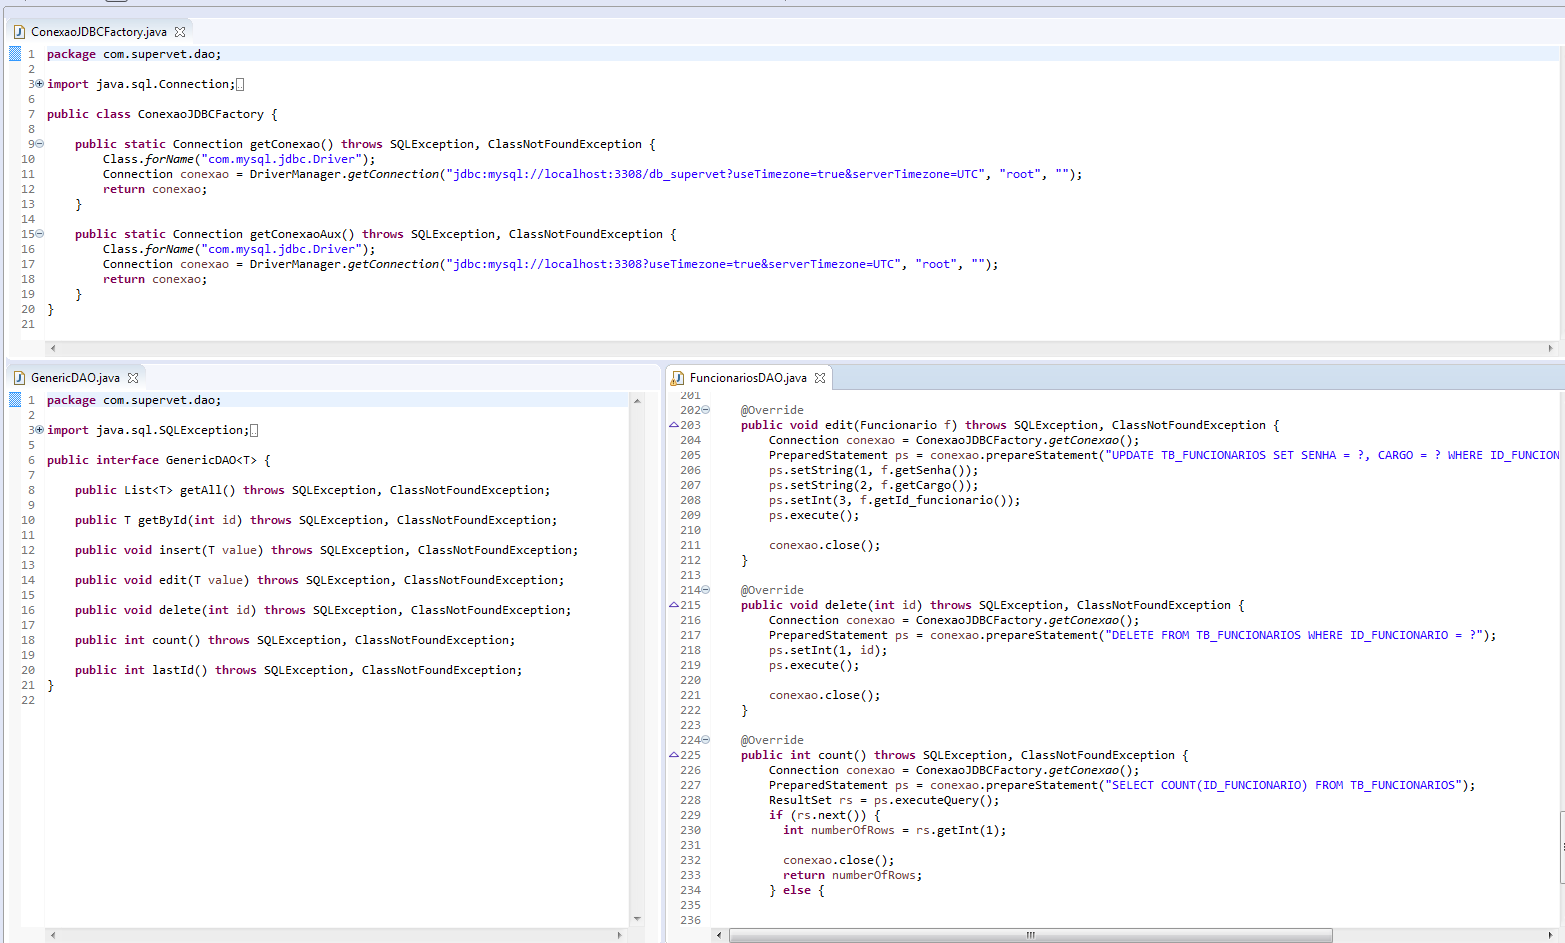 ConexaoJDBCFactory.java
1 package com.supervet.dao;
2
3 import java.sql.Connection;
6
7 public class ConexaoJDBCFactory {
8
9 public static Connection getConexao() throws SQLException, ClassNotFoundException {
10 Class.forName("com.mysql.jdbc.Driver");
11 Connection conexao = DriverManager.getConnection("jdbc:mysql://localhost:3308/db_supervet?useTimezone=true&serverTimezone=UTC", "root", "");
12 return conexao;
13 }
14
15 public static Connection getConexaoAux() throws SQLException, ClassNotFoundException {
16 Class.forName("com.mysql.jdbc.Driver");
17 Connection conexao = DriverManager.getConnection("jdbc:mysql://localhost:3308?useTimezone=true&serverTimezone=UTC", "root", "");
18 return conexao;
19 }
20 }
21
GenericDAO.java
1 package com.supervet.dao;
2
3 import java.sql.SQLException;
5
6 public interface GenericDAO<T> {
7
8 public List<T> getAll() throws SQLException, ClassNotFoundException;
9
10 public T getById(int id) throws SQLException, ClassNotFoundException;
11
12 public void insert(T value) throws SQLException, ClassNotFoundException;
13
14 public void edit(T value) throws SQLException, ClassNotFoundException;
15
16 public void delete(int id) throws SQLException, ClassNotFoundException;
17
18 public int count() throws SQLException, ClassNotFoundException;
19
20 public int lastId() throws SQLException, ClassNotFoundException;
21 }
22
FuncionariosDAO.java
201
202 @Override
203 public void edit(Funcionario f) throws SQLException, ClassNotFoundException {
204 Connection conexao = ConexaoJDBCFactory.getConexao();
205 PreparedStatement ps = conexao.prepareStatement("UPDATE TB_FUNCIONARIOS SET SENHA = ?, CARGO = ? WHERE ID_FUNCION
206 ps.setString(1, f.getSenha());
207 ps.setString(2, f.getCargo());
208 ps.setInt(3, f.getId_funcionario());
209 ps.execute();
210
211 conexao.close();
212 }
213
214 @Override
215 public void delete(int id) throws SQLException, ClassNotFoundException {
216 Connection conexao = ConexaoJDBCFactory.getConexao();
217 PreparedStatement ps = conexao.prepareStatement("DELETE FROM TB_FUNCIONARIOS WHERE ID_FUNCIONARIO = ?");
218 ps.setInt(1, id);
219 ps.execute();
220
221 conexao.close();
222 }
223
224 @Override
225 public int count() throws SQLException, ClassNotFoundException {
226 Connection conexao = ConexaoJDBCFactory.getConexao();
227 PreparedStatement ps = conexao.prepareStatement("SELECT COUNT(ID_FUNCIONARIO) FROM TB_FUNCIONARIOS");
228 ResultSet rs = ps.executeQuery();
229 if (rs.next()) {
230 int numberOfRows = rs.getInt(1);
231
232 conexao.close();
233 return numberOfRows;
234 } else {
235
236